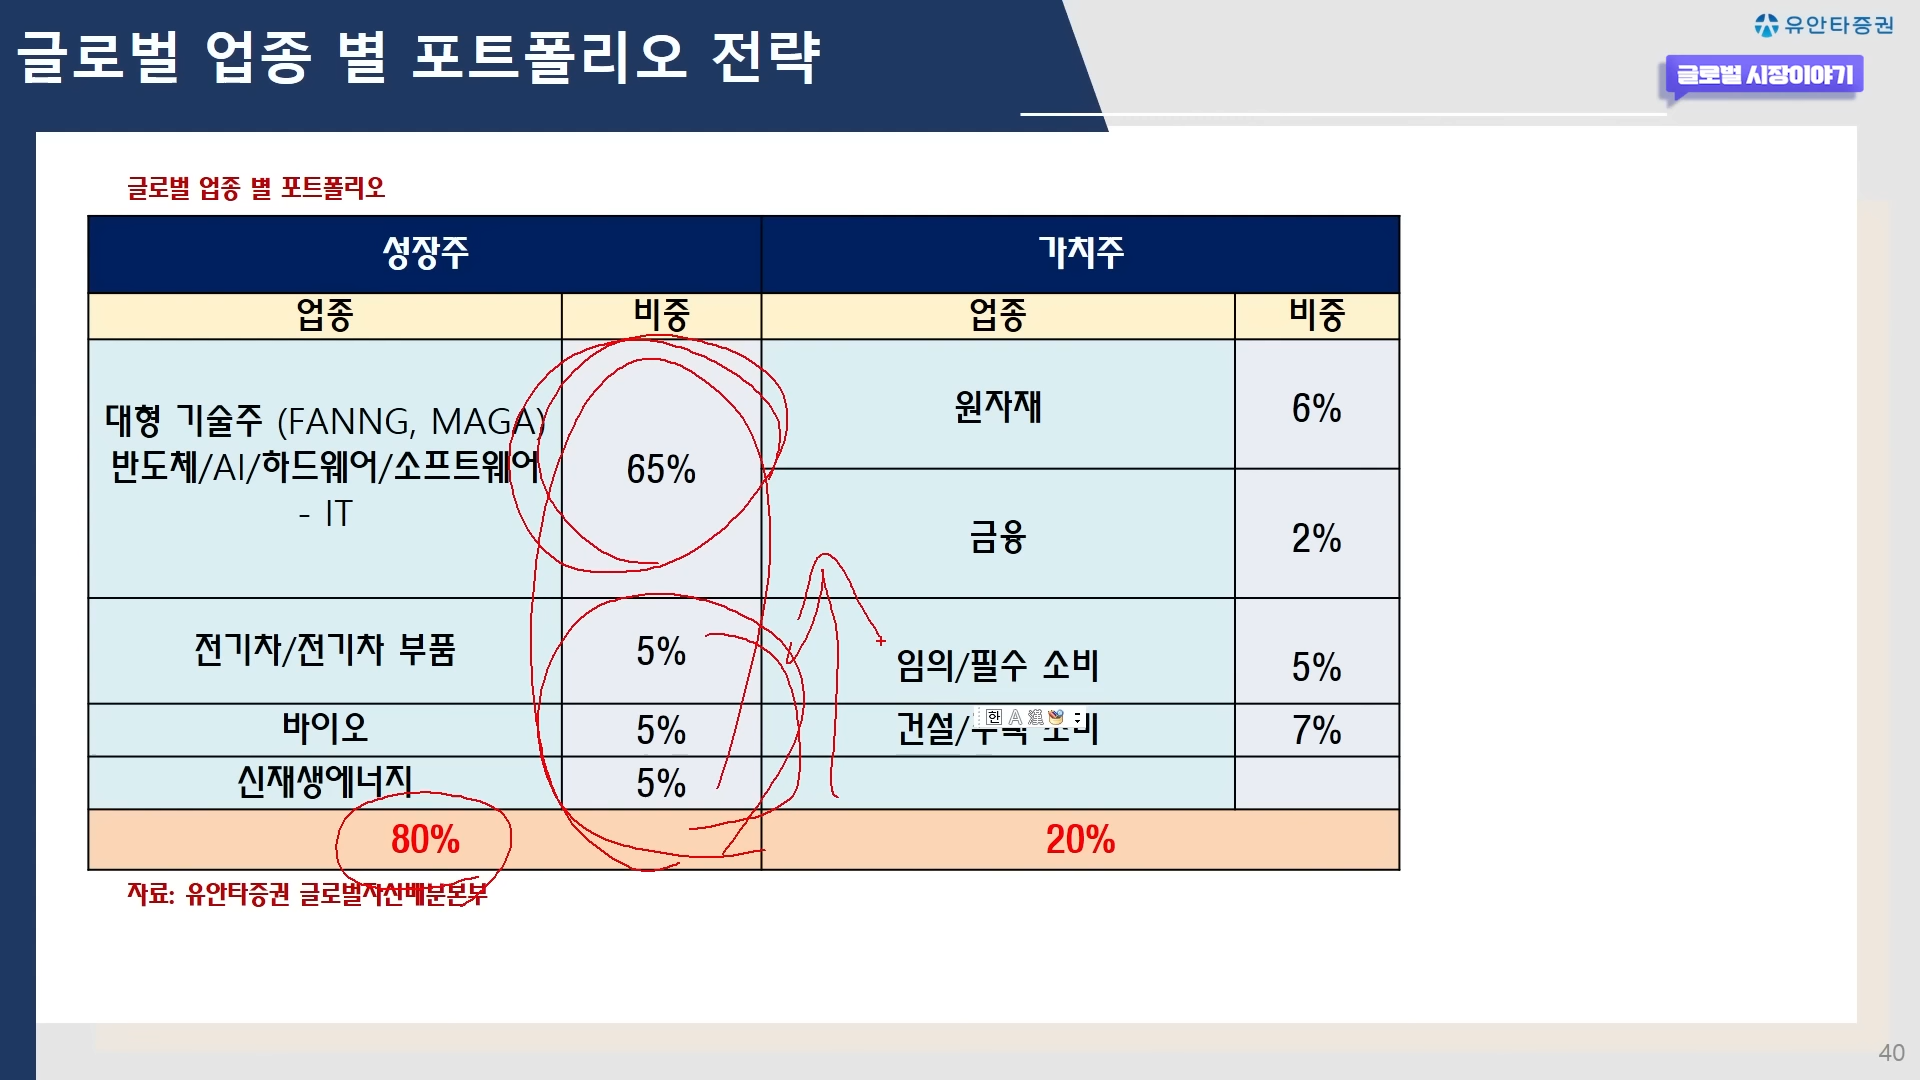 글로벌 업종 별 포트폴리오 전략
유안타증권
글로벌 시장이야기
글로벌 업종 별 포트폴리오
성장주 가치주
업종 비중 업종 비중
대형 기술주 (FANNG, MAGA)
반도체/AI/하드웨어/소프트웨어
- IT
65%
원자재 6%
금융 2%
전기차/전기차 부품 5%
임의/필수 소비 5%
바이오 5%
건설/ 소비 7%
한 A 漢
신재생에너지 5%
80% 20%
자료: 유안타증권 글로벌자산배분본부
40